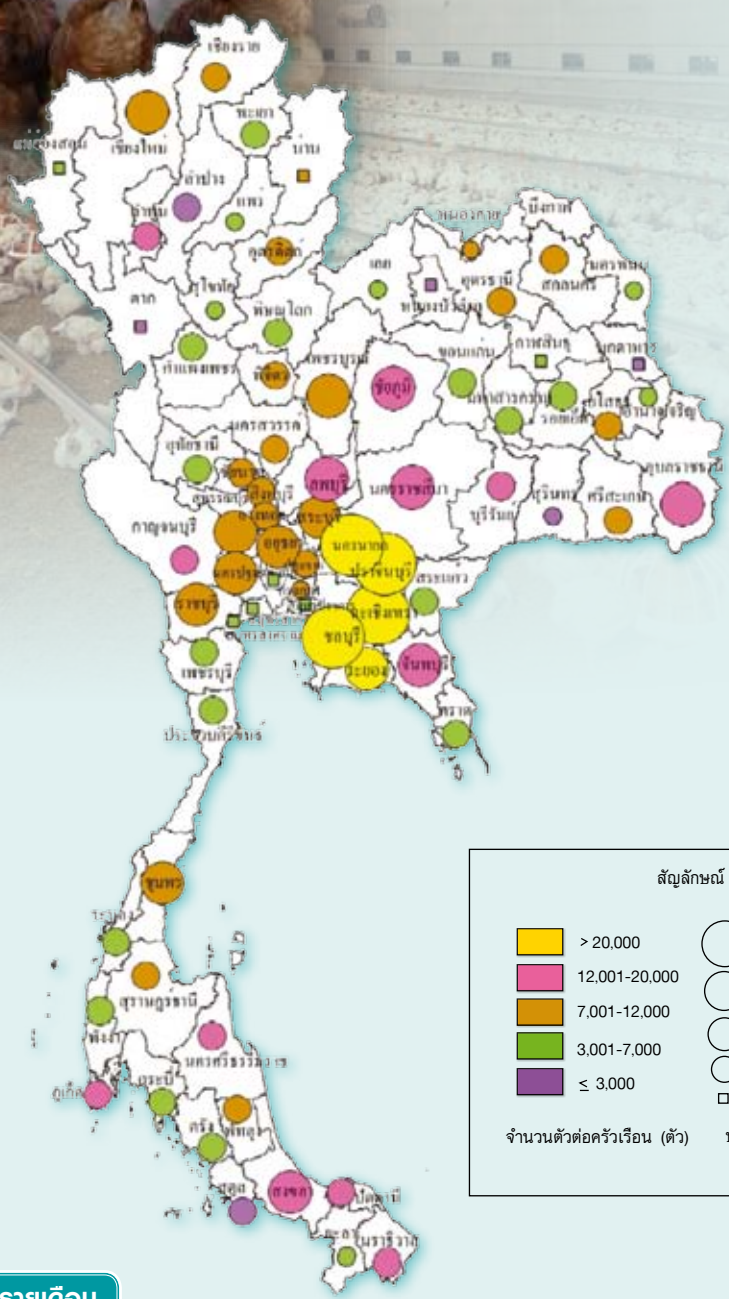 เชียงราย
พะเยา
เชียงใหม่
น่าน
ลำปาง
แพร่
ลำพูน
อุตรดิตถ์
หนองคาย
บึงกาฬ
เลย
อุดรธานี
สกลนคร
นครพนม
หนองบัวลำภู
ตาก
สุโขทัย
พิษณุโลก
กำแพงเพชร
พิจิตร
เพชรบูรณ์
ชัยภูมิ
ขอนแก่น
กาฬสินธุ์
มุกดาหาร
มหาสารคาม
ร้อยเอ็ด
ยโสธร
อำนาจเจริญ
นครสวรรค์
อุทัยธานี
ลพบุรี
นครราชสีมา
บุรีรัมย์
สุรินทร์
ศรีสะเกษ
อุบลราชธานี
กาญจนบุรี
สระบุรี
นครนายก
ปราจีนบุรี
สระแก้ว
ราชบุรี
ฉะเชิงเทรา
ชลบุรี
ระยอง
จันทบุรี
ตราด
เพชรบุรี
ประจวบคีรีขันธ์
ชุมพร
ระนอง
สุราษฎร์ธานี
พังงา
นครศรีธรรมราช
ภูเก็ต
กระบี่
ตรัง
พัทลุง
สตูล
สงขลา
ปัตตานี
ยะลา
นราธิวาส
สัญลักษณ์
> 20,000
12,001-20,000
7,001-12,000
3,001-7,000
≤ 3,000
จำนวนตัวต่อครัวเรือน (ตัว)
รายเดือน